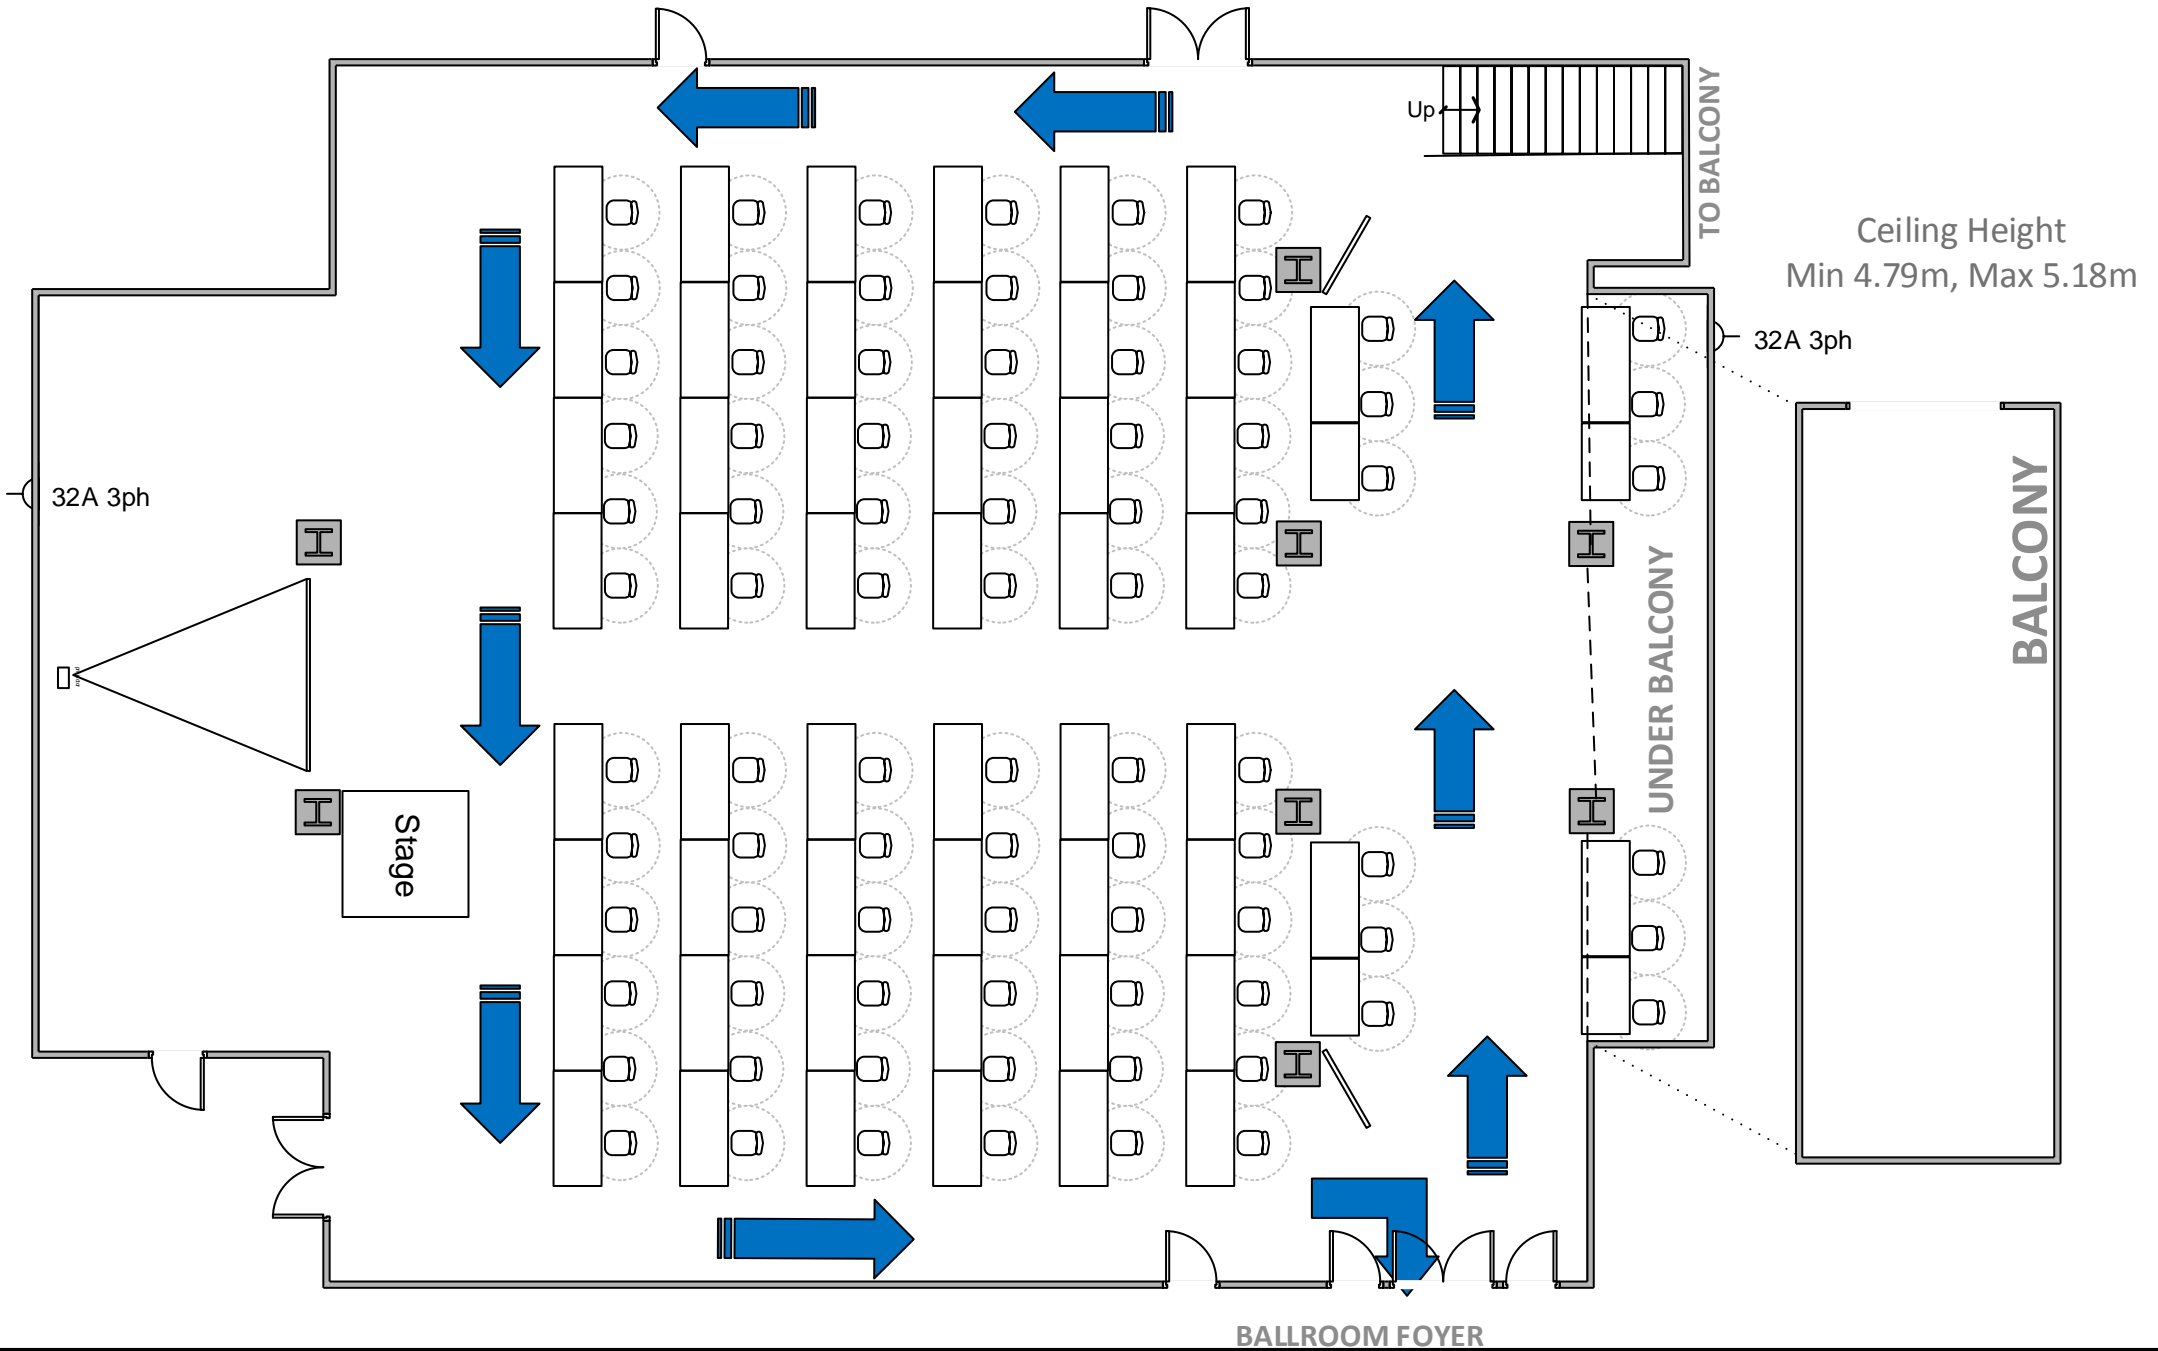 Up
TO BALCONY
Ceiling Height
Min 4.79m, Max 5.18m
32A 3ph
32A 3ph
BALCONY
UNDER BALCONY
Stage
BALLROOM FOYER